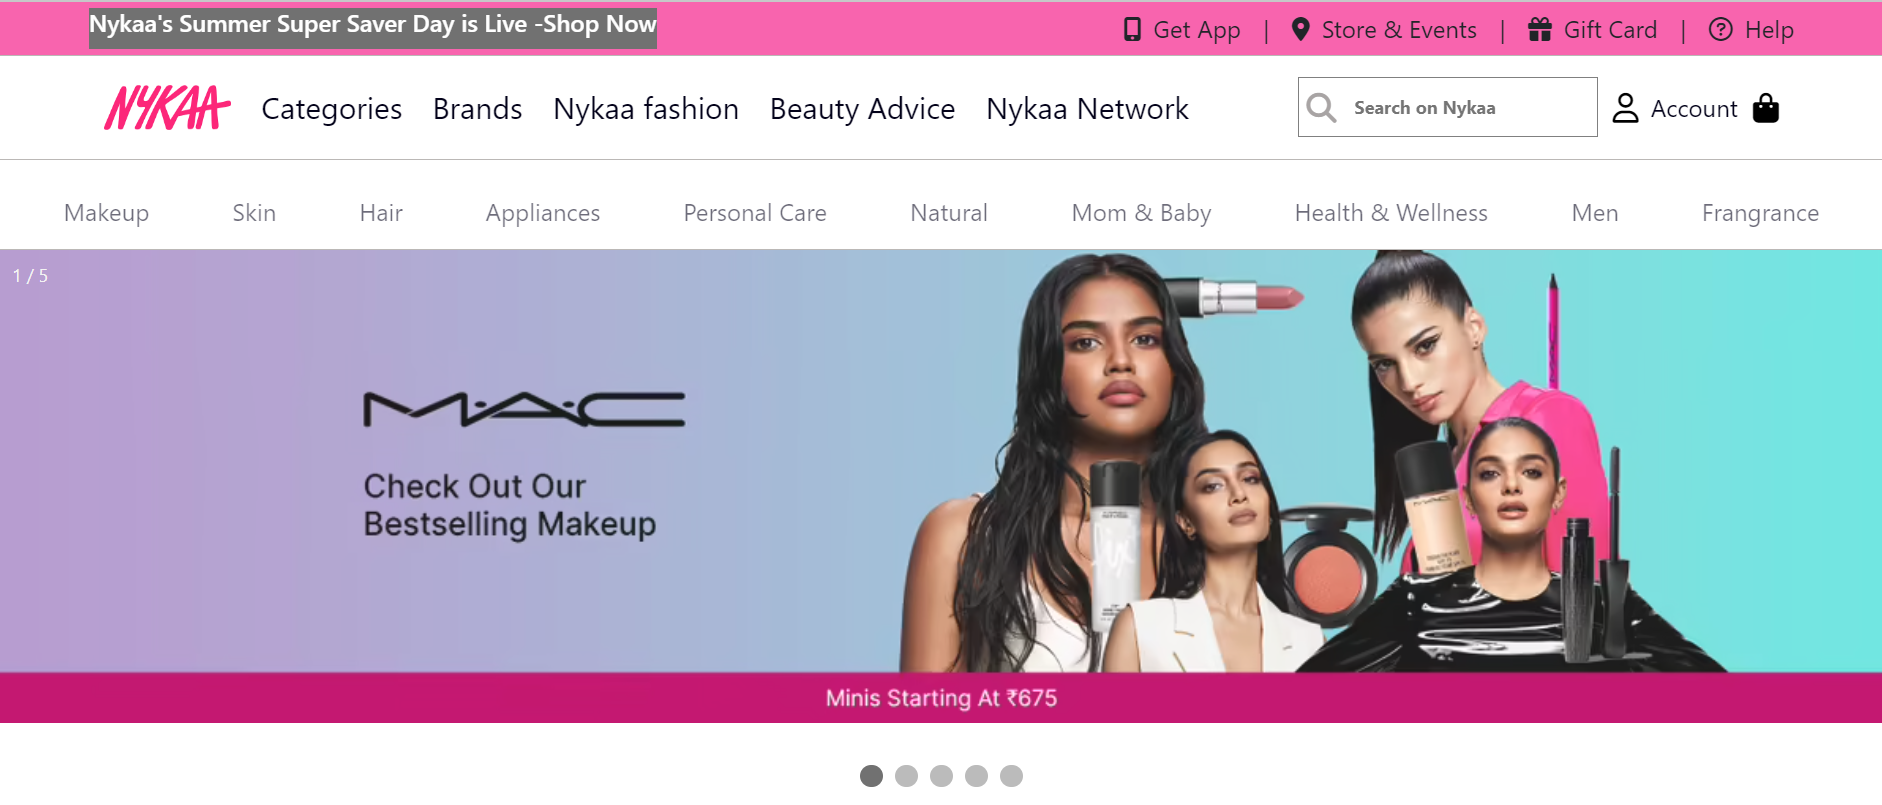 Nykaa's Summer Super Saver Day is Live -Shop Now
Get App | Store & Events | Gift Card | Help
NYKAA Categories Brands Nykaa fashion Beauty Advice Nykaa Network Search on Nykaa Account
Makeup Skin Hair Appliances Personal Care Natural Mom & Baby Health & Wellness Men Frangrance
1 / 5
M·A·C
Check Out Our
Bestselling Makeup
Minis Starting At ₹675